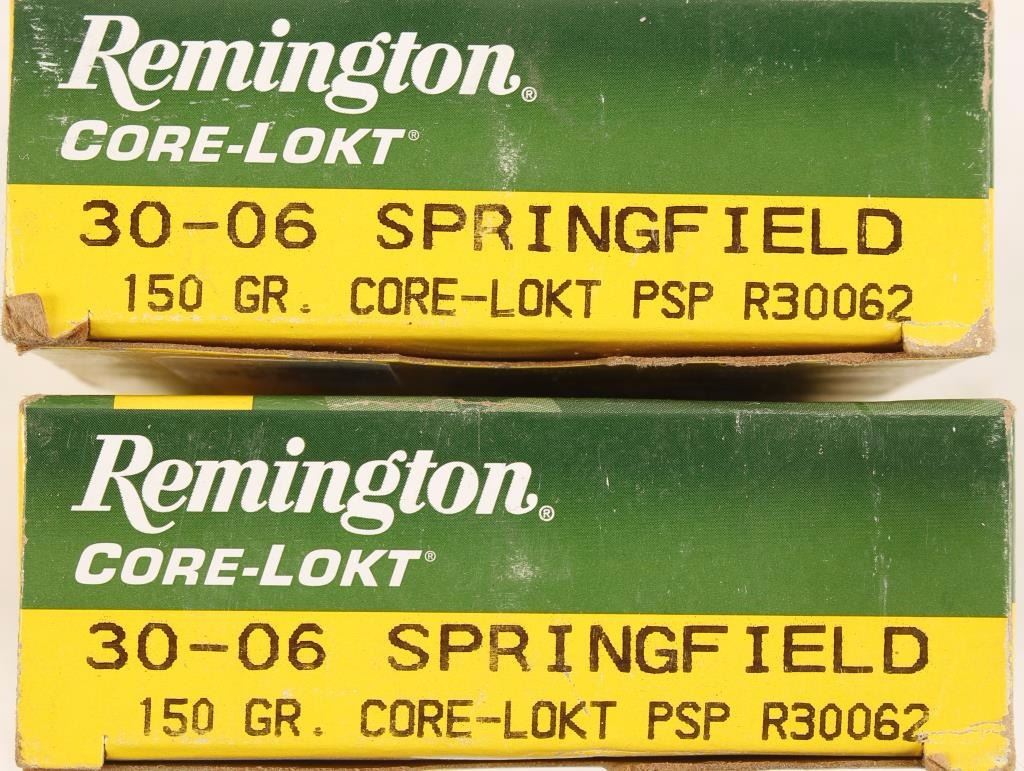 Remington®
CORE-LOKT®
30-06 SPRINGFIELD
150 GR. CORE-LOKT PSP R30062
Remington®
CORE-LOKT®
30-06 SPRINGFIELD
150 GR. CORE-LOKT PSP R30062